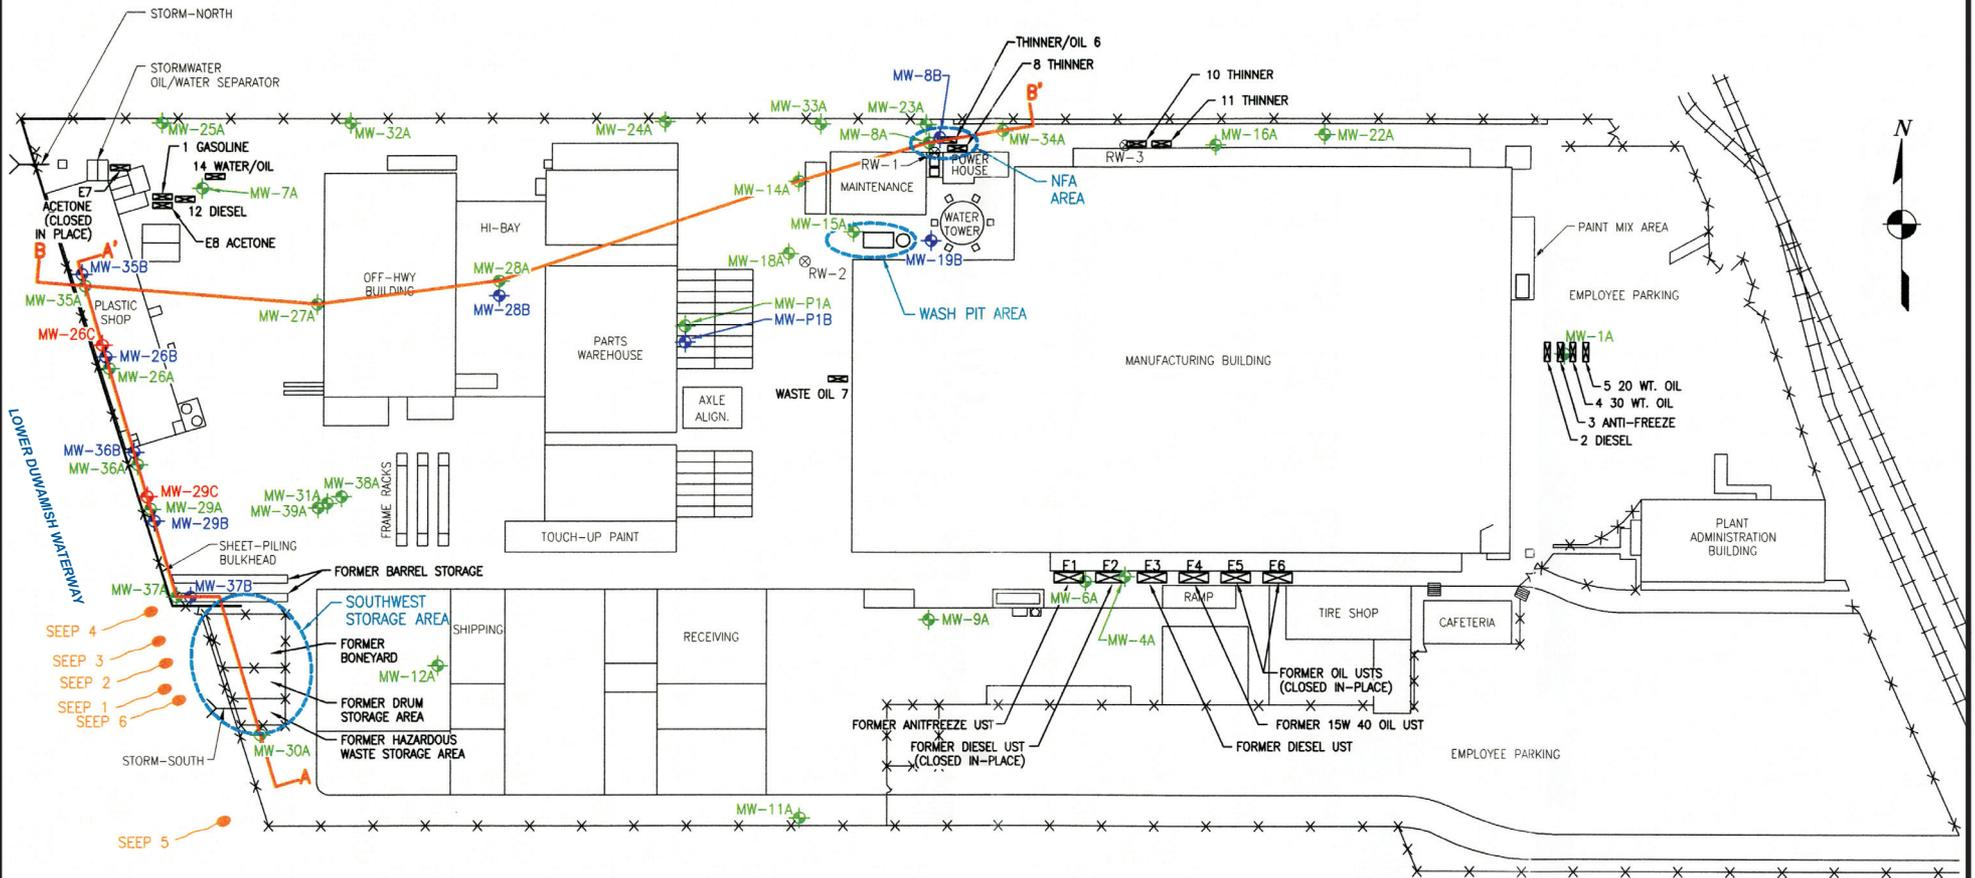 STORM-NORTH
STORMWATER
OIL/WATER SEPARATOR
MW-25A
1 GASOLINE
14 WATER/OIL
MW-7A
12 DIESEL
E8 ACETONE
E7
ACETONE
(CLOSED
IN PLACE)
B
A'
MW-35B
MW-35A
PLASTIC
SHOP
MW-26C
MW-26B
MW-26A
MW-32A
MW-24A
MW-33A
MW-23A
MW-8B
MW-8A
THINNER/OIL 6
8 THINNER
B'
MW-34A
10 THINNER
11 THINNER
MW-16A
MW-22A
RW-3
RW-1
POWER
HOUSE
NFA
AREA
MW-14A
MAINTENANCE
MW-15A
WATER
TOWER
MW-18A
RW-2
MW-19B
WASH PIT AREA
HI-BAY
OFF-HWY
BUILDING
MW-28A
MW-28B
MW-27A
MW-P1A
MW-P1B
PARTS
WAREHOUSE
WASTE OIL 7
AXLE
ALIGN.
MANUFACTURING BUILDING
PAINT MIX AREA
EMPLOYEE PARKING
MW-1A
5 20 WT. OIL
4 30 WT. OIL
3 ANTI-FREEZE
2 DIESEL
N
LOWER DUWAMISH WATERWAY
MW-36B
MW-36A
MW-29C
MW-29A
MW-29B
MW-38A
MW-31A
MW-39A
FRAME RACKS
TOUCH-UP PAINT
SHEET-PILING
BULKHEAD
FORMER BARREL STORAGE
MW-37A
MW-37B
SOUTHWEST
STORAGE AREA
SEEP 4
SEEP 3
SEEP 2
SEEP 1
SEEP 6
FORMER
BONEYARD
FORMER DRUM
STORAGE AREA
FORMER HAZARDOUS
WASTE STORAGE AREA
STORM-SOUTH
MW-30A
A
SEEP 5
SHIPPING
MW-12A
RECEIVING
MW-9A
MW-11A
E1
E2
E3
E4
E5
E6
MW-6A
MW-4A
RAMP
TIRE SHOP
CAFETERIA
PLANT
ADMINISTRATION
BUILDING
FORMER OIL USTS
(CLOSED IN-PLACE)
FORMER ANITFREEZE UST
FORMER DIESEL UST
(CLOSED IN-PLACE)
FORMER 15W 40 OIL UST
FORMER DIESEL UST
EMPLOYEE PARKING